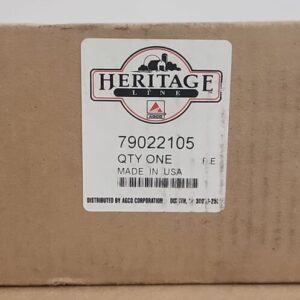 HERITAGE
LINE
AGCO
79022105
QTY ONE
MADE IN USA
DISTRIBUTED BY AGCO CORPORATION